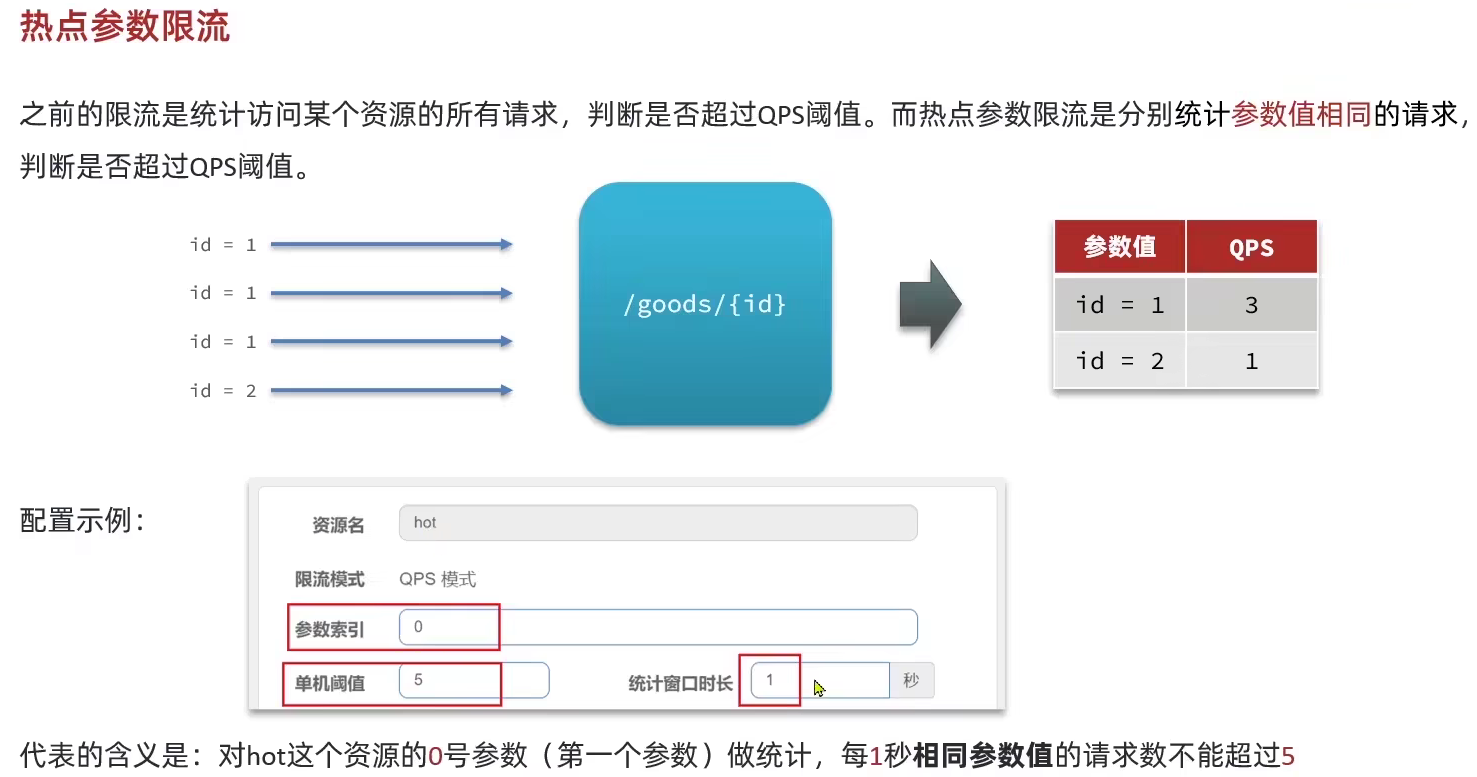 热点参数限流
之前的限流是统计访问某个资源的所有请求，判断是否超过QPS阈值。而热点参数限流是分别统计参数值相同的请求，
判断是否超过QPS阈值。
id = 1
id = 1
id = 1
id = 2
/goods/{id}
参数值 QPS
id = 1 3
id = 2 1
配置示例：
资源名 hot
限流模式 QPS 模式
参数索引 0
单机阈值 5 统计窗口时长 1 秒
代表的含义是：对hot这个资源的0号参数（第一个参数）做统计，每1秒相同参数值的请求数不能超过5